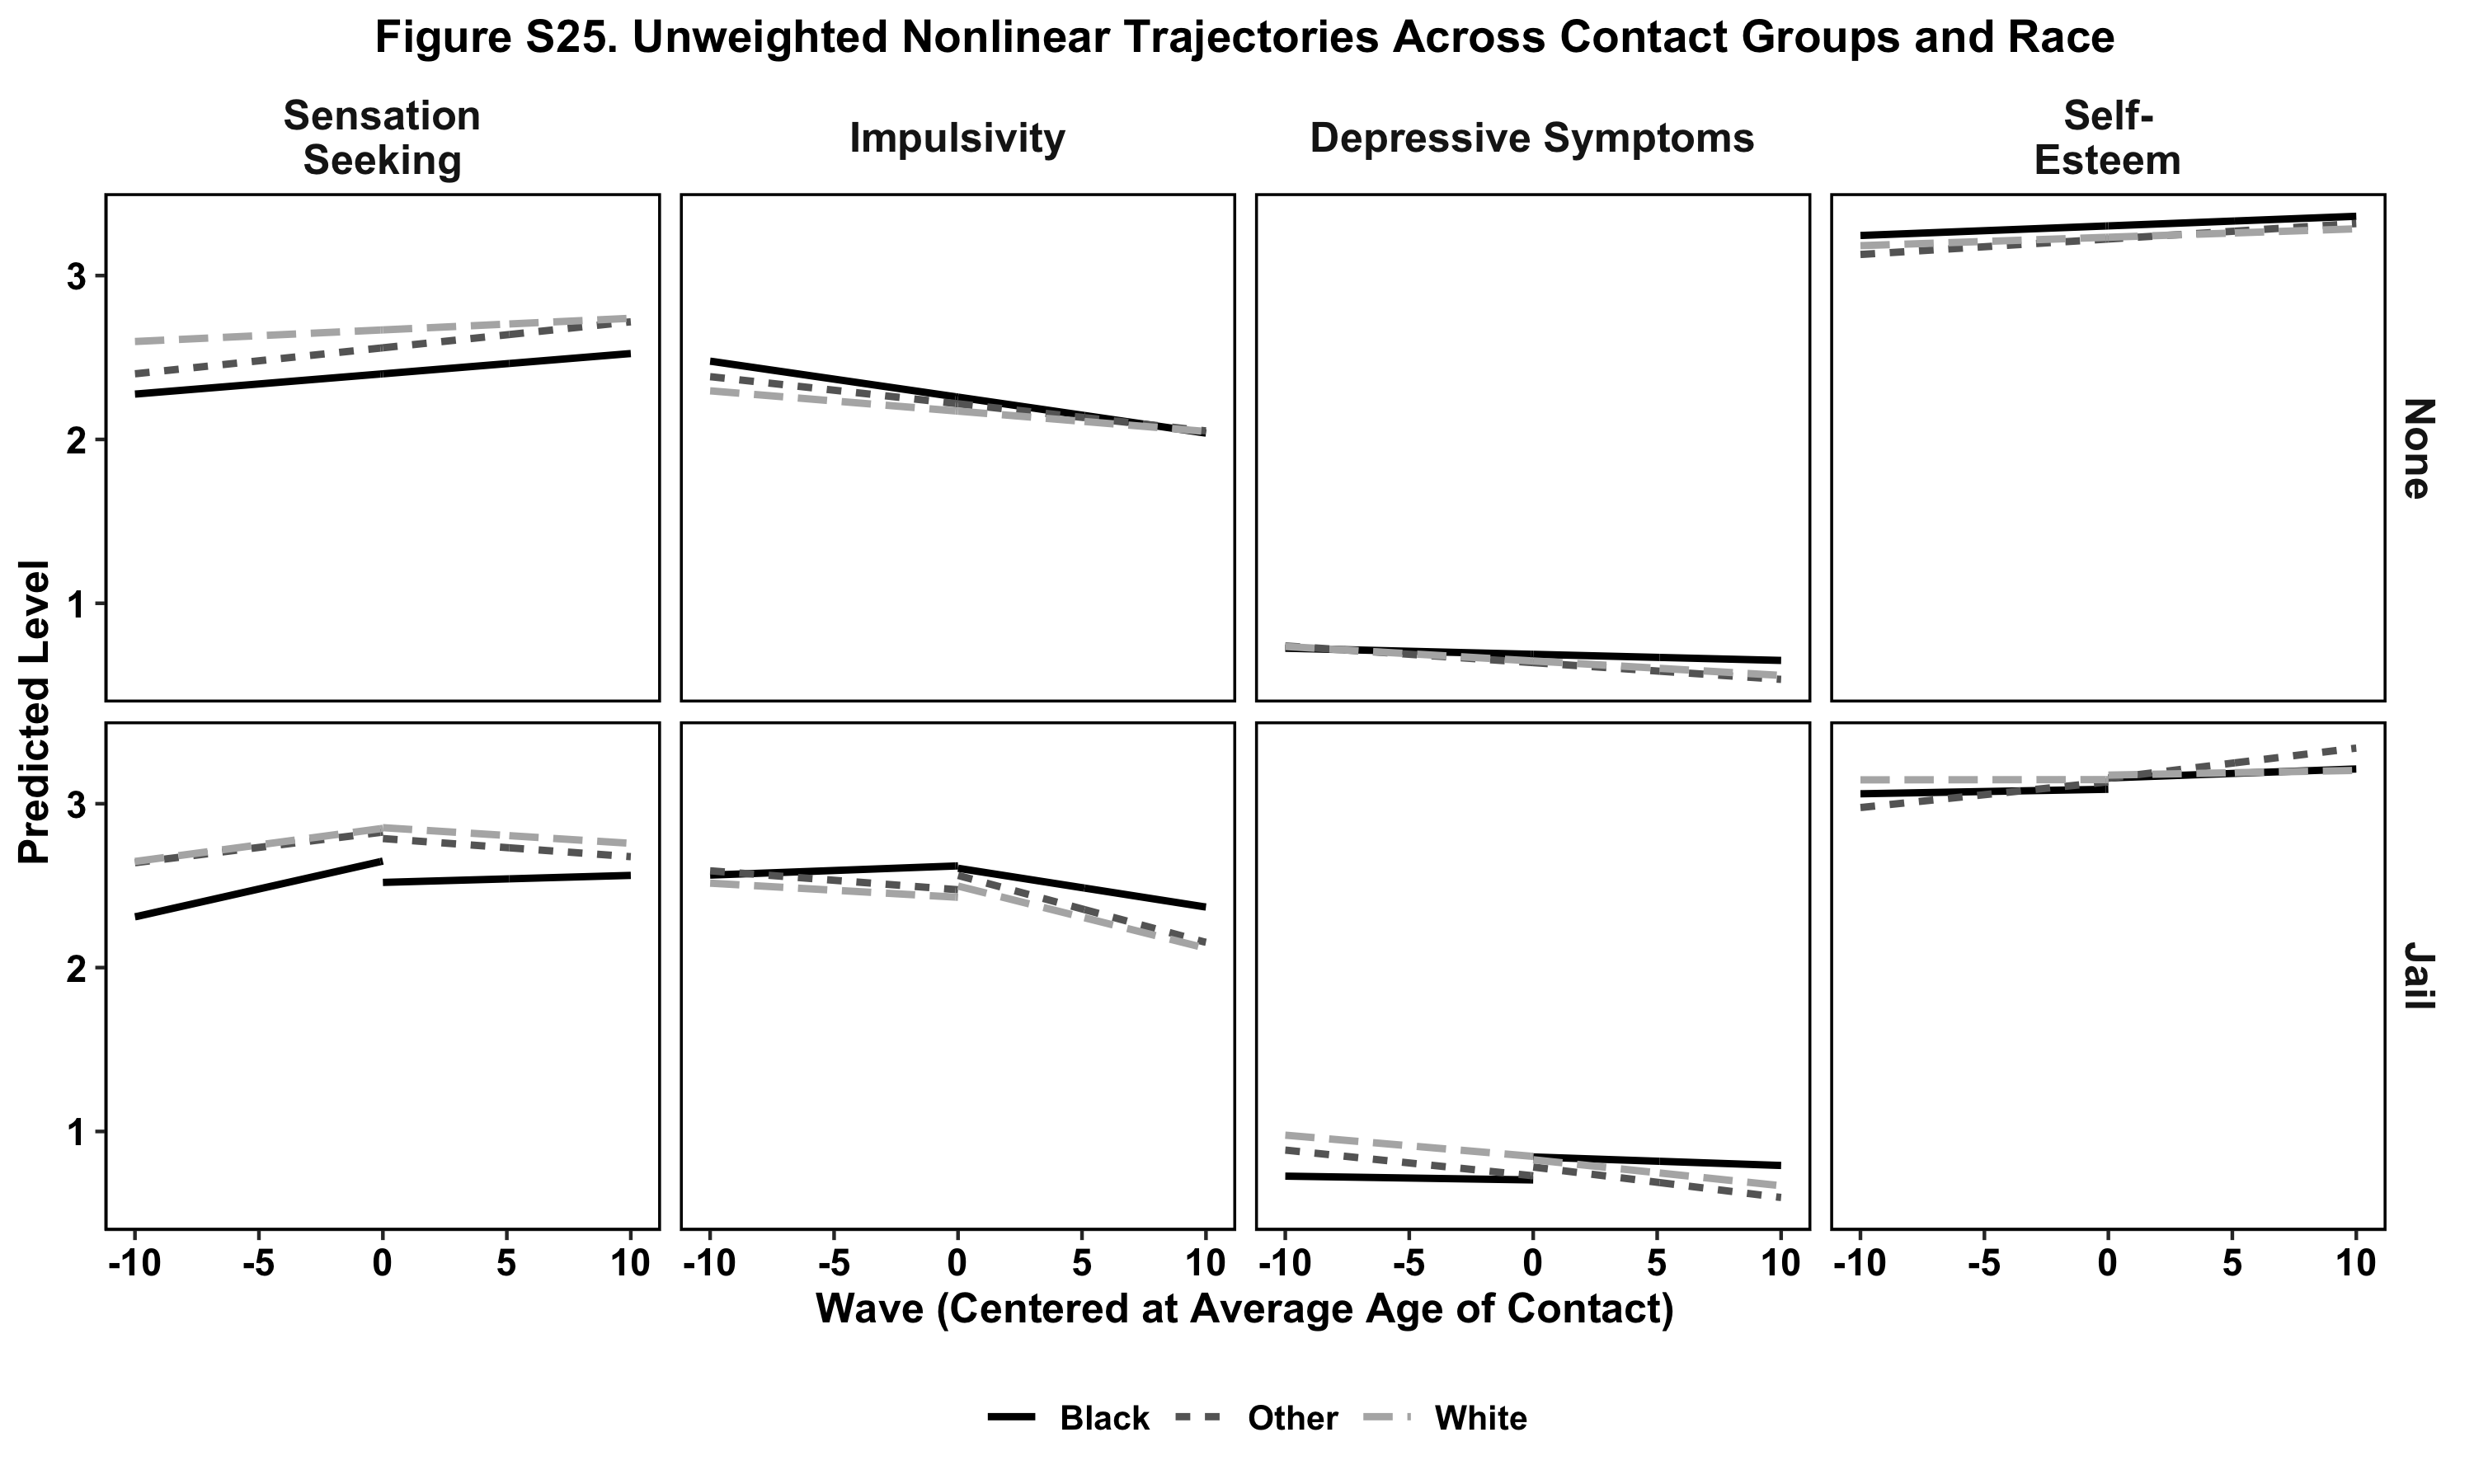 Figure S25. Unweighted Nonlinear Trajectories Across Contact Groups and Race
Sensation
Seeking
Impulsivity
Depressive Symptoms
Self-
Esteem
Predicted Level
3
2
1
None
3
2
1
Jail
-10 -5 0 5 10
-10 -5 0 5 10
-10 -5 0 5 10
-10 -5 0 5 10
Wave (Centered at Average Age of Contact)
Black Other White